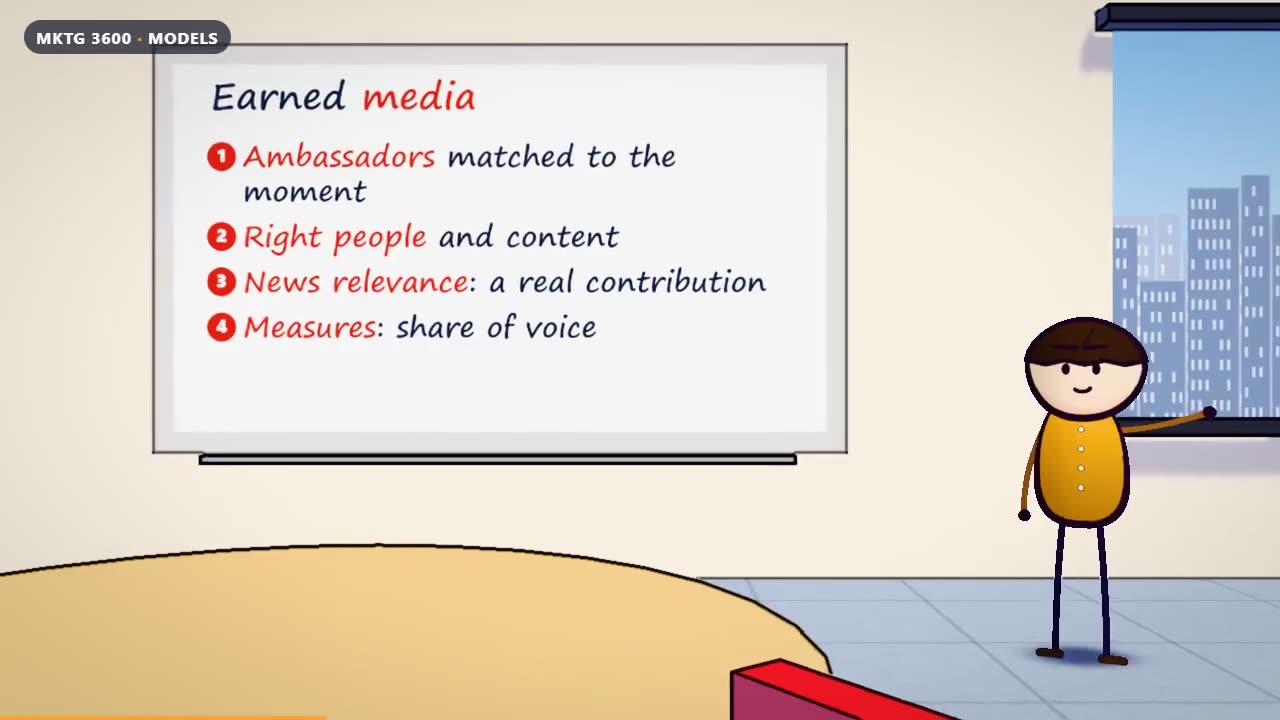 MKTG 3600 · MODELS
Earned media
1 Ambassadors matched to the
moment
2 Right people and content
3 News relevance: a real contribution
4 Measures: share of voice